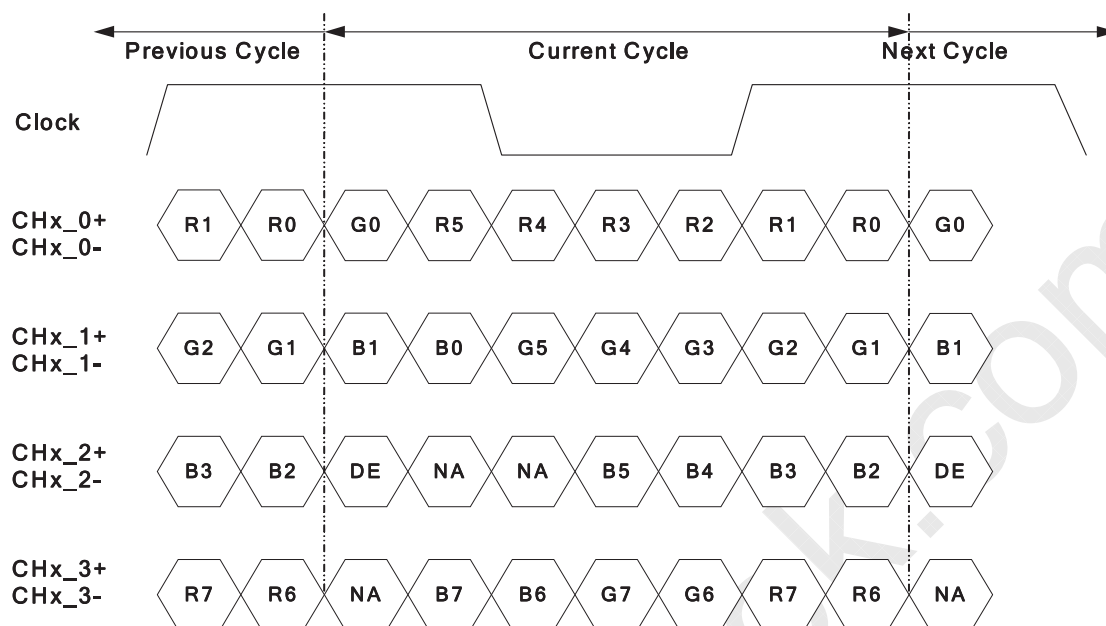 Previous Cycle Current Cycle Next Cycle
Clock
CHx_0+
CHx_0-
R1 R0 G0 R5 R4 R3 R2 R1 R0 G0
CHx_1+
CHx_1-
G2 G1 B1 B0 G5 G4 G3 G2 G1 B1
CHx_2+
CHx_2-
B3 B2 DE NA NA B5 B4 B3 B2 DE
CHx_3+
CHx_3-
R7 R6 NA B7 B6 G7 G6 R7 R6 NA
k.com